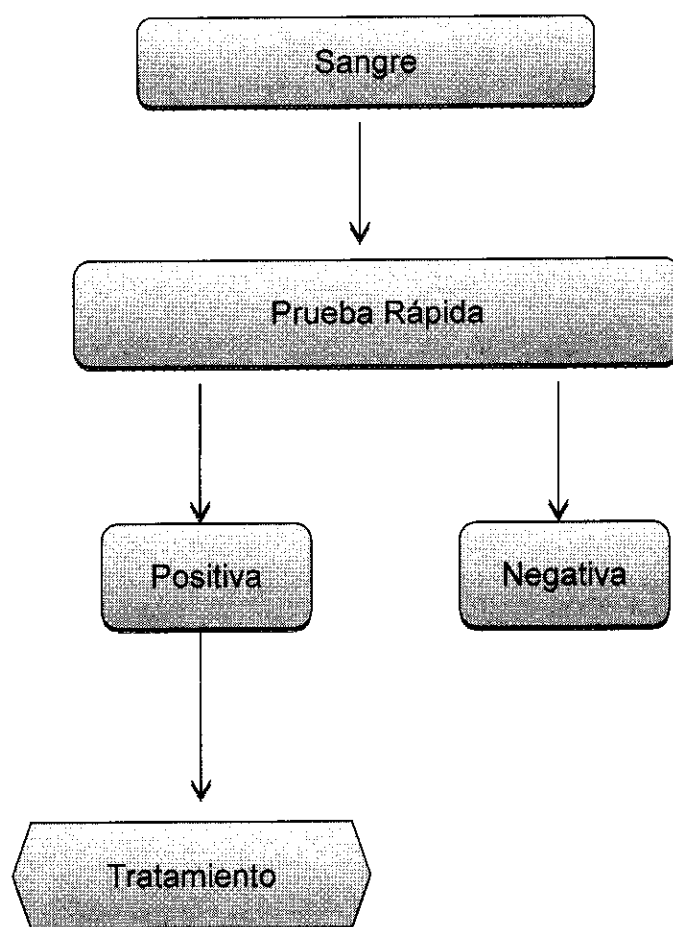 Sangre
Prueba Rápida
Positiva
Negativa
Tratamiento